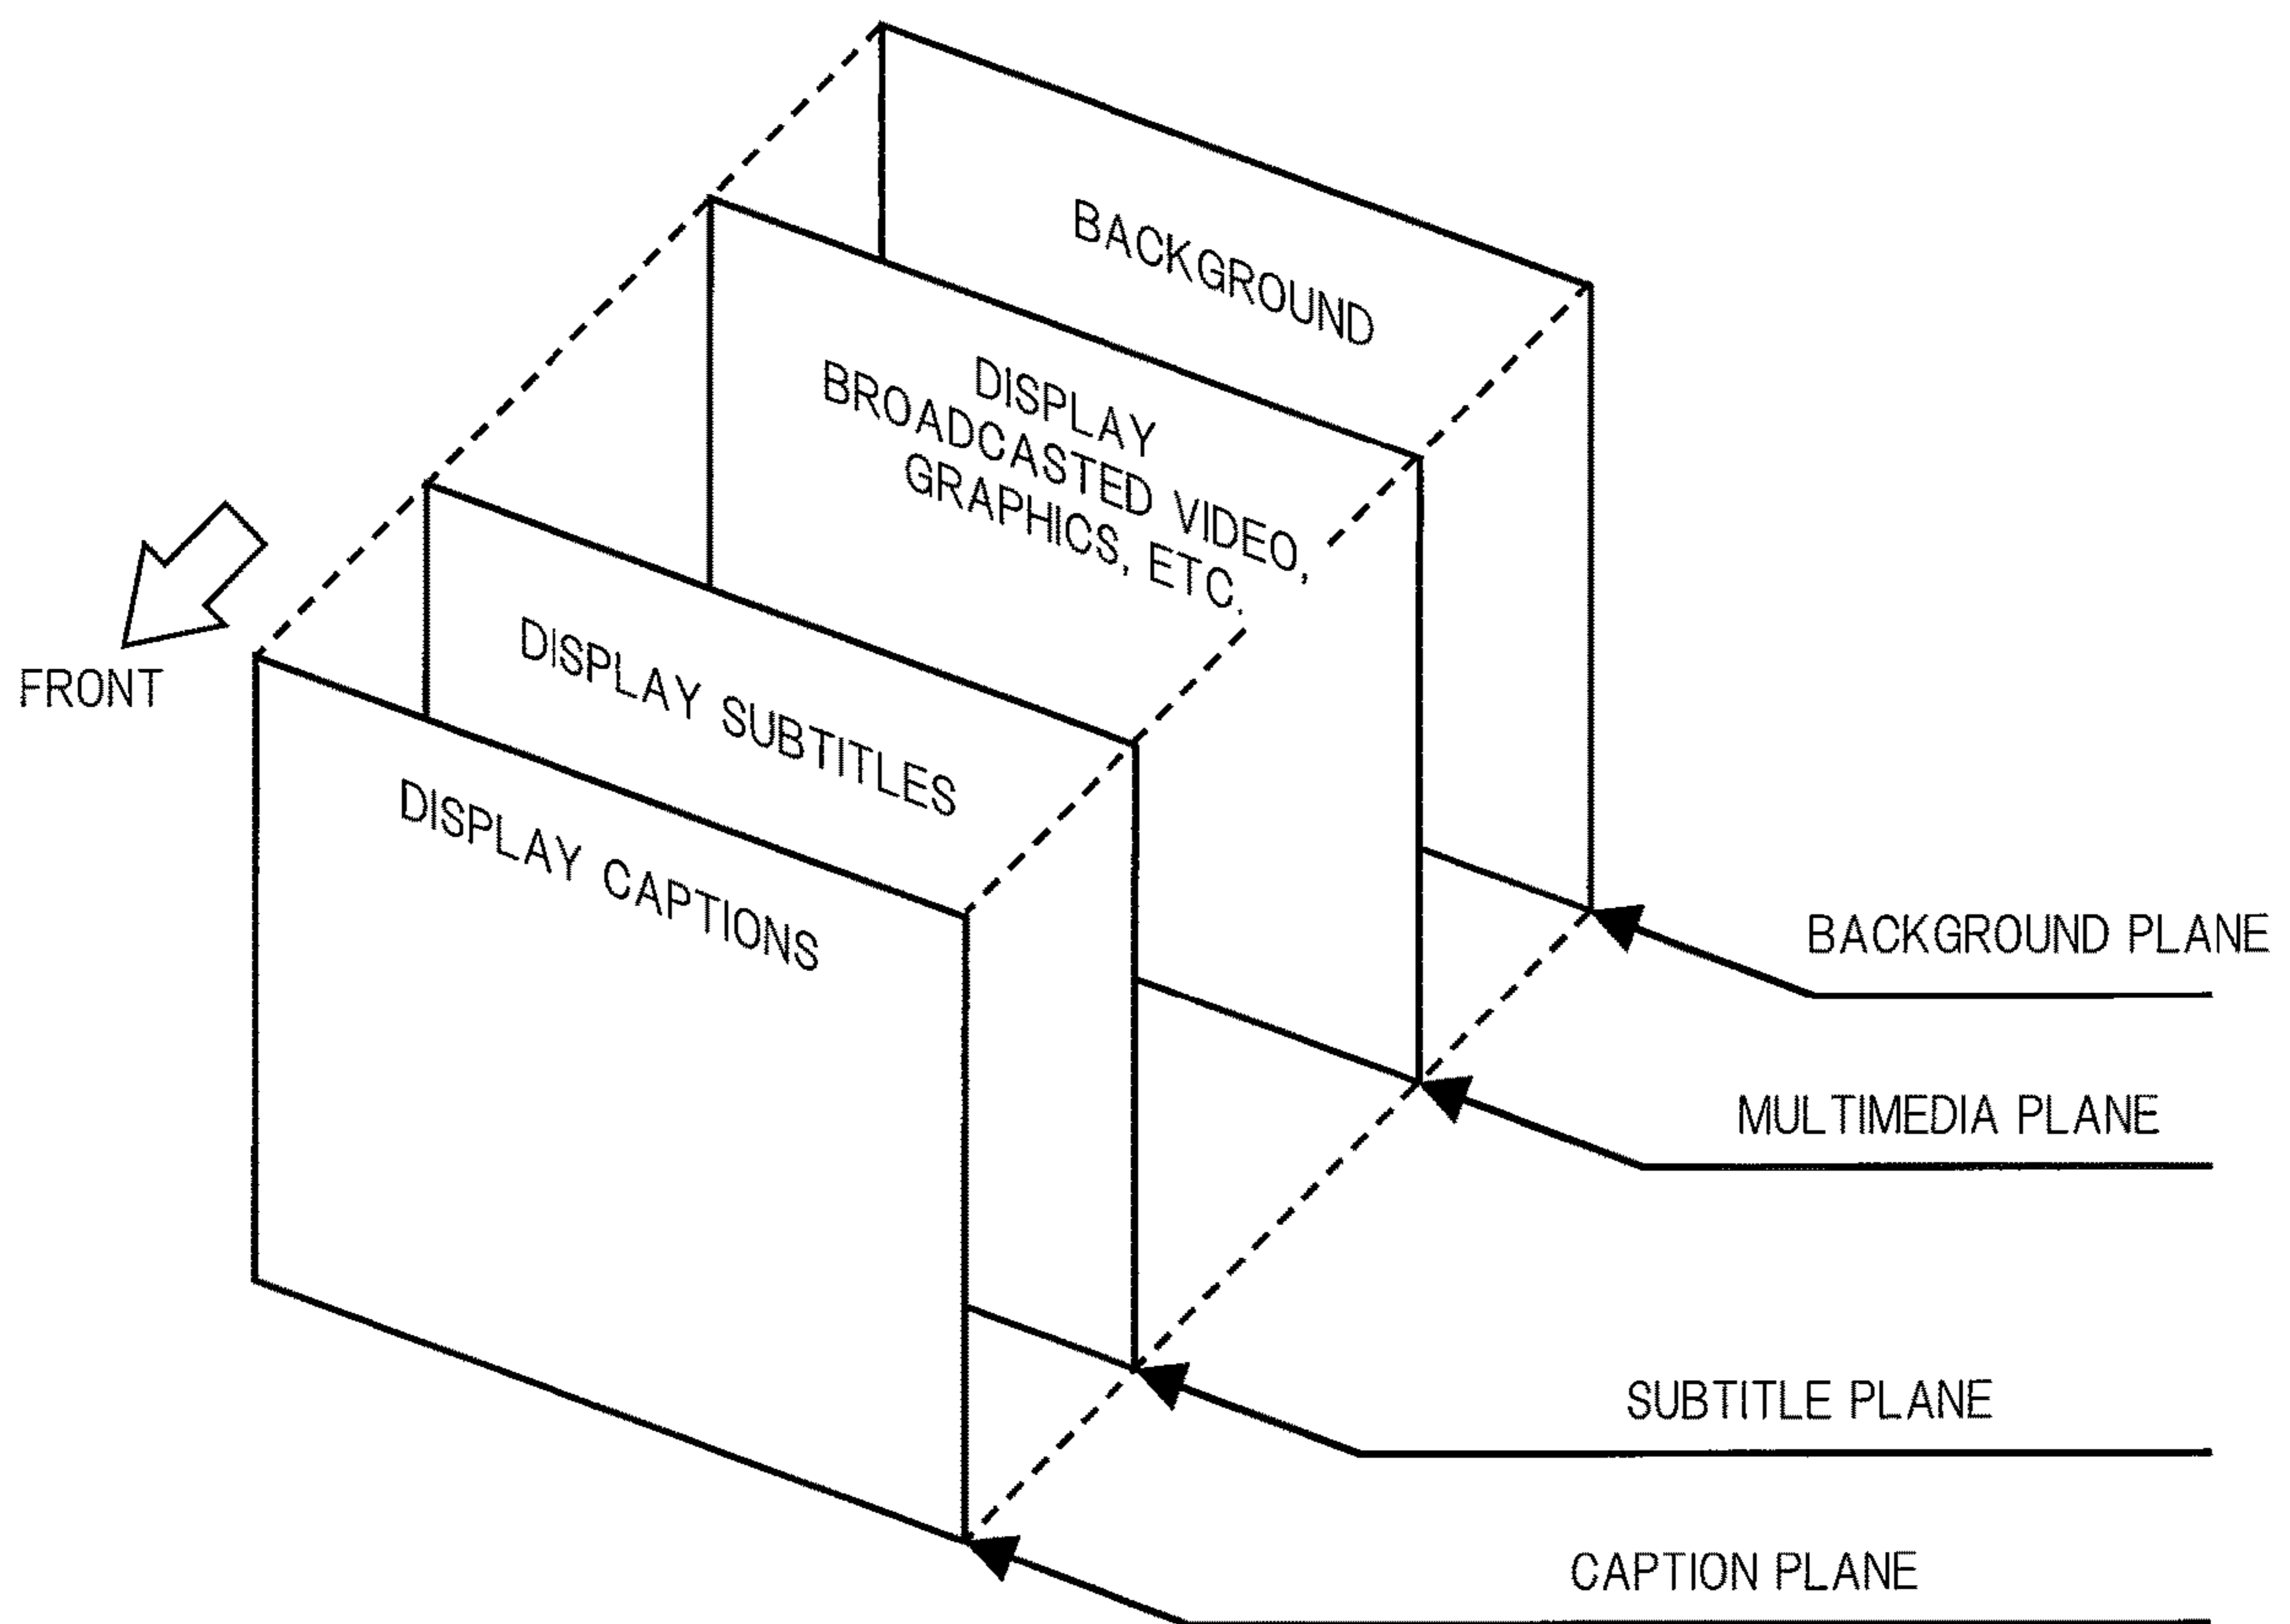 BACKGROUND
DISPLAY
BROADCASTED VIDEO,
GRAPHICS, ETC.
FRONT
DISPLAY SUBTITLES
DISPLAY CAPTIONS
BACKGROUND PLANE
MULTIMEDIA PLANE
SUBTITLE PLANE
CAPTION PLANE